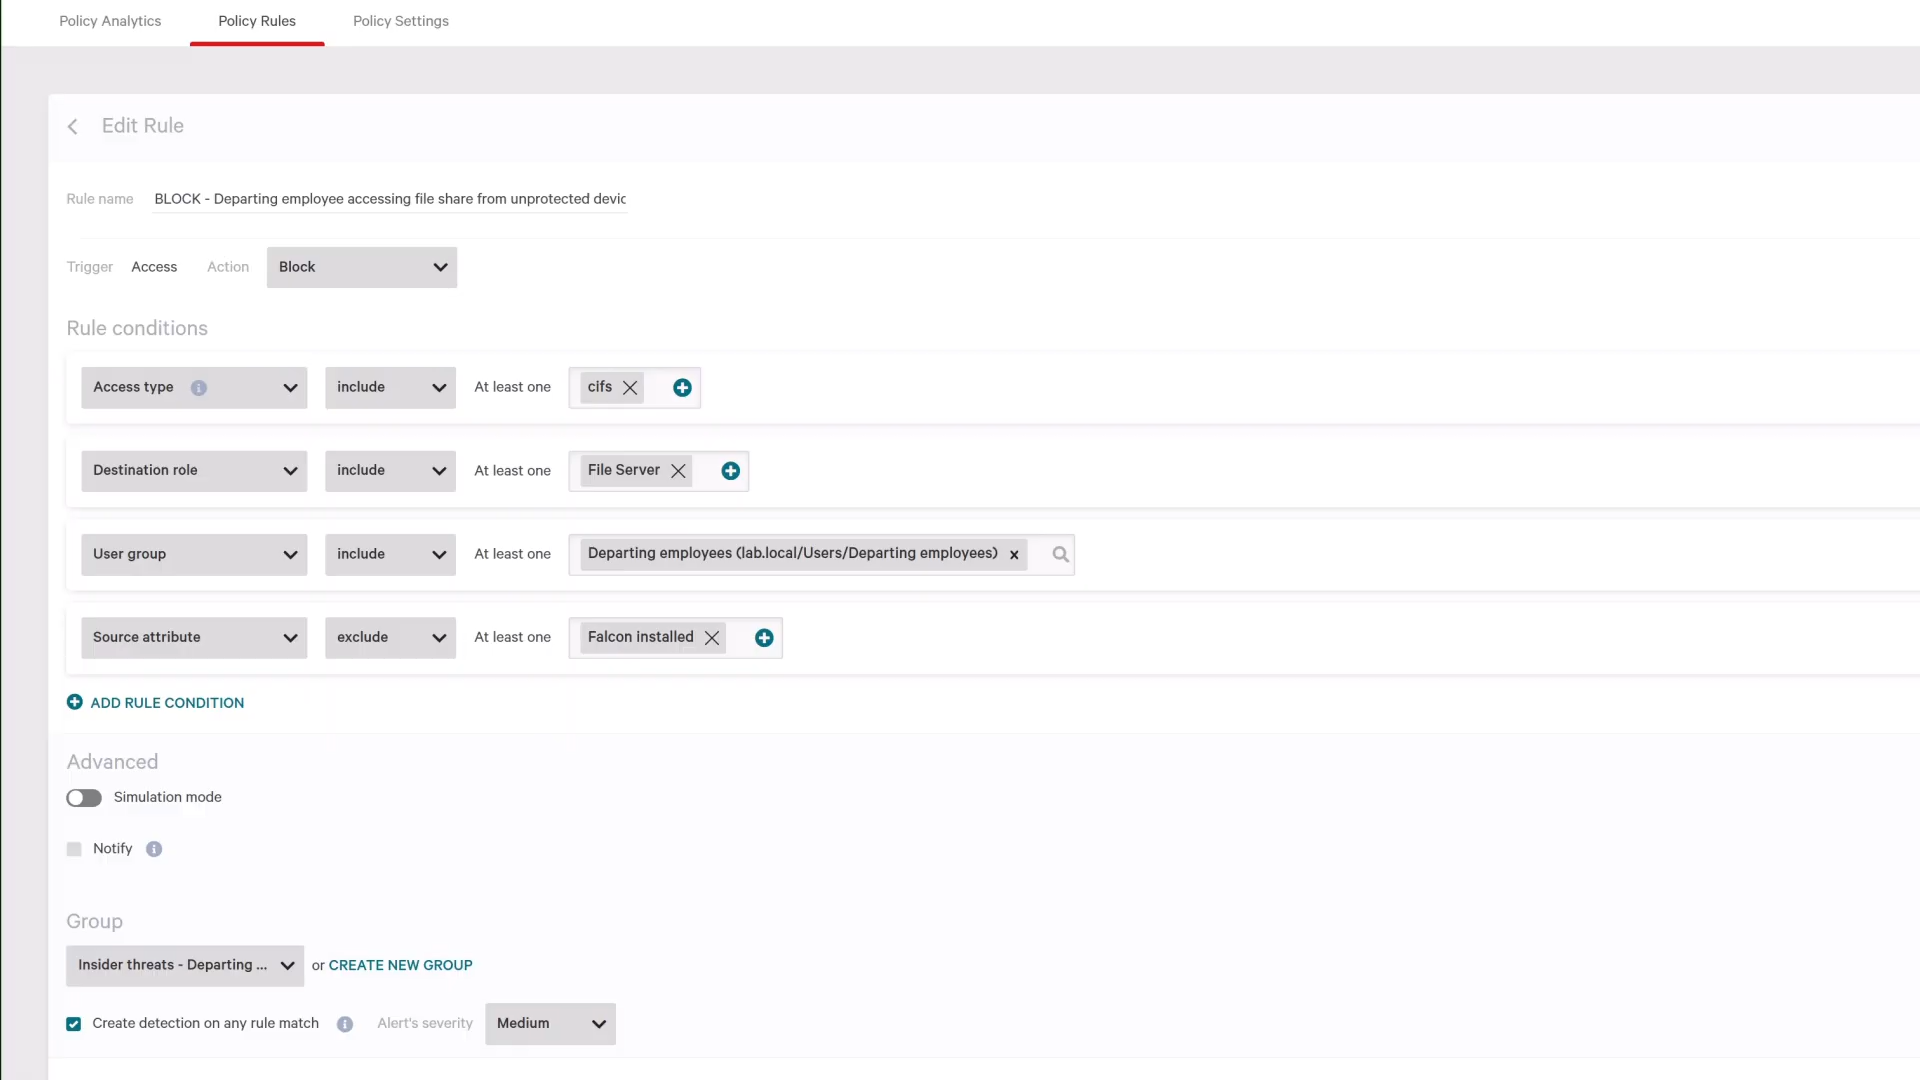 Policy Analytics Policy Rules Policy Settings
Edit Rule
Rule name BLOCK - Departing employee accessing file share from unprotected devic
Trigger Access Action Block
Rule conditions
Access type include At least one cifs
Destination role include At least one File Server
User group include At least one Departing employees (lab.local/Users/Departing employees)
Source attribute exclude At least one Falcon installed
ADD RULE CONDITION
Advanced
Simulation mode
Notify
Group
Insider threats - Departing ... or CREATE NEW GROUP
Create detection on any rule match Alert's severity Medium